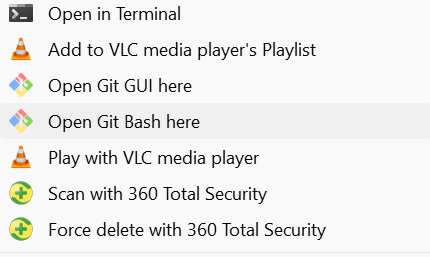 Open in Terminal
Add to VLC media player's Playlist
Open Git GUI here
Open Git Bash here
Play with VLC media player
Scan with 360 Total Security
Force delete with 360 Total Security